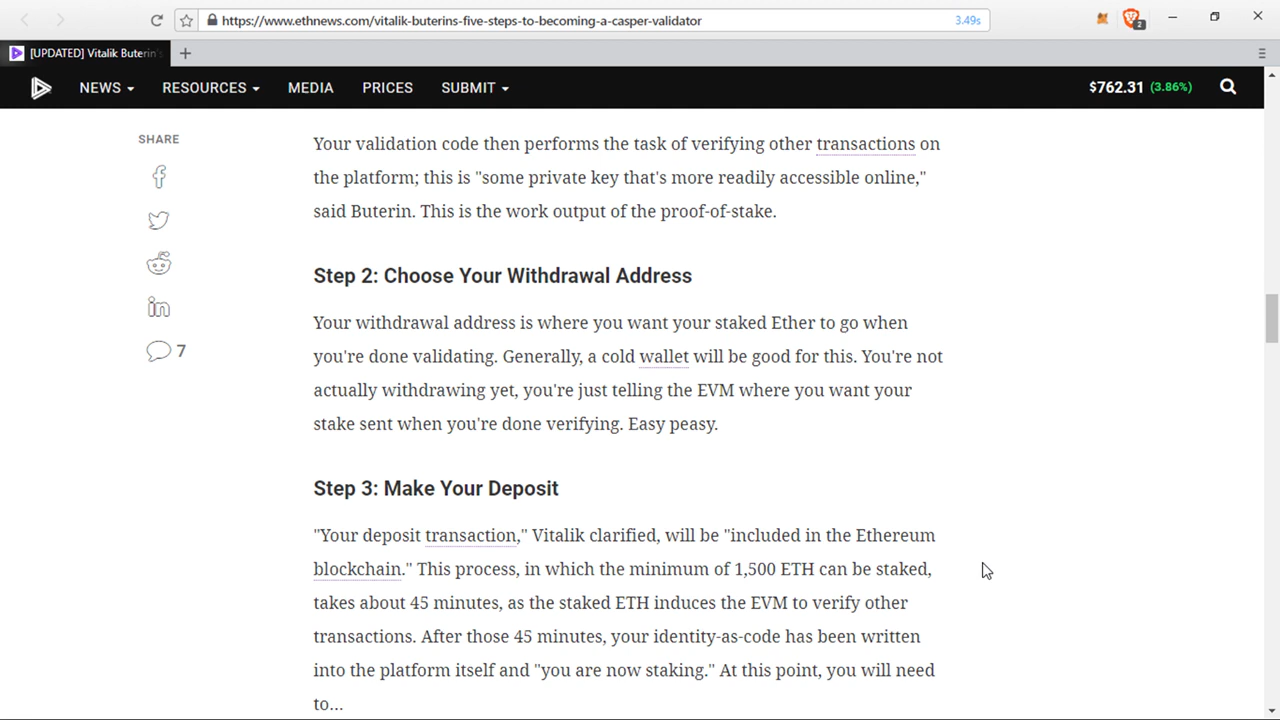 https://www.ethnews.com/vitalik-buterins-five-steps-to-becoming-a-casper-validator
3.49s
2
[UPDATED] Vitalik Buterin's
NEWS
RESOURCES
MEDIA
PRICES
SUBMIT
$762.31 (3.86%)
SHARE
7
Your validation code then performs the task of verifying other transactions on
the platform; this is "some private key that's more readily accessible online,"
said Buterin. This is the work output of the proof-of-stake.
Step 2: Choose Your Withdrawal Address
Your withdrawal address is where you want your staked Ether to go when
you're done validating. Generally, a cold wallet will be good for this. You're not
actually withdrawing yet, you're just telling the EVM where you want your
stake sent when you're done verifying. Easy peasy.
Step 3: Make Your Deposit
"Your deposit transaction," Vitalik clarified, will be "included in the Ethereum
blockchain." This process, in which the minimum of 1,500 ETH can be staked,
takes about 45 minutes, as the staked ETH induces the EVM to verify other
transactions. After those 45 minutes, your identity-as-code has been written
into the platform itself and "you are now staking." At this point, you will need
to...